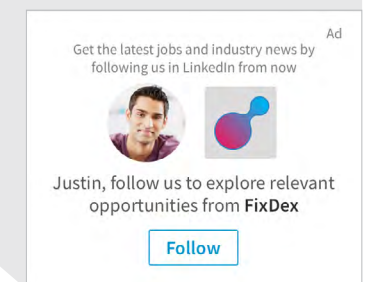 Ad
Get the latest jobs and industry news by
following us in LinkedIn from now
Justin, follow us to explore relevant
opportunities from FixDex
Follow